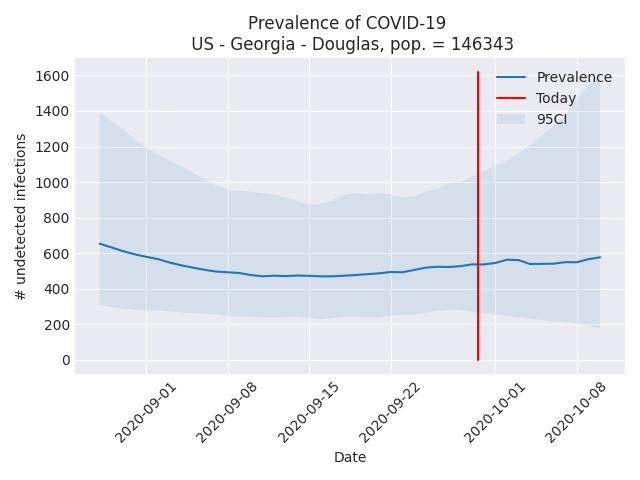 Prevalence of COVID-19
US - Georgia - Douglas, pop. = 146343
Prevalence
Today
95CI
# undetected infections
1600
1400
1200
1000
800
600
400
200
0
2020-09-01
2020-09-08
2020-09-15
2020-09-22
2020-10-01
2020-10-08
Date